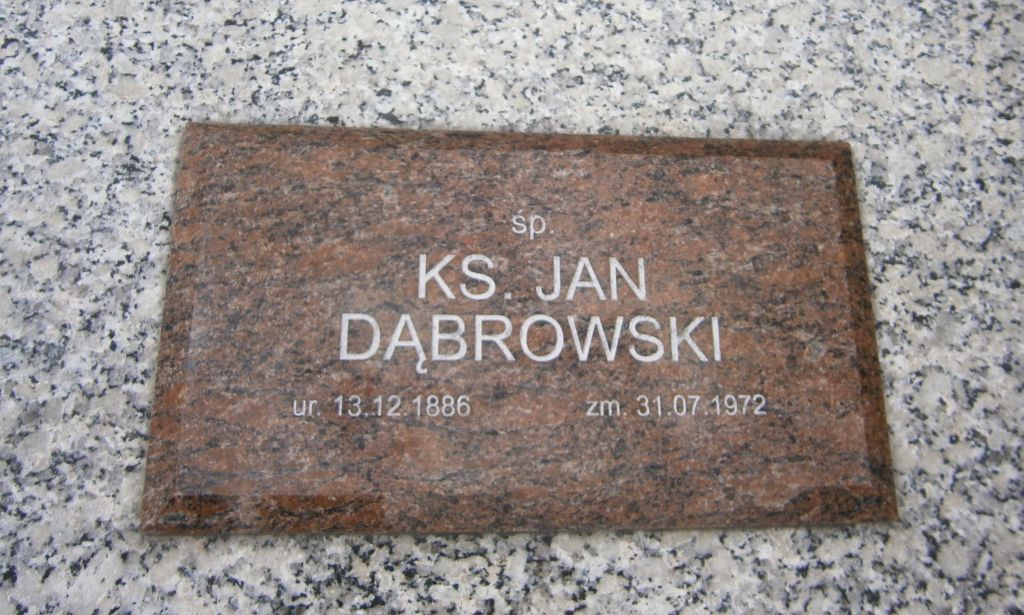 śp.
KS. JAN
DĄBROWSKI
ur. 13.12.1886 zm. 31.07.1972